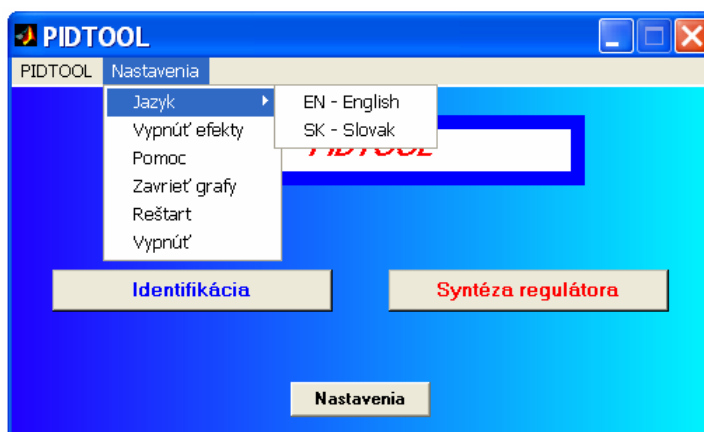 PIDTOOL
PIDTOOL Nastavenia
Jazyk
EN - English
SK - Slovak
Vypnúť efekty
Pomoc
Zavrieť grafy
Reštart
Vypnúť
PIDTOOL
Identifikácia
Syntéza regulátora
Nastavenia